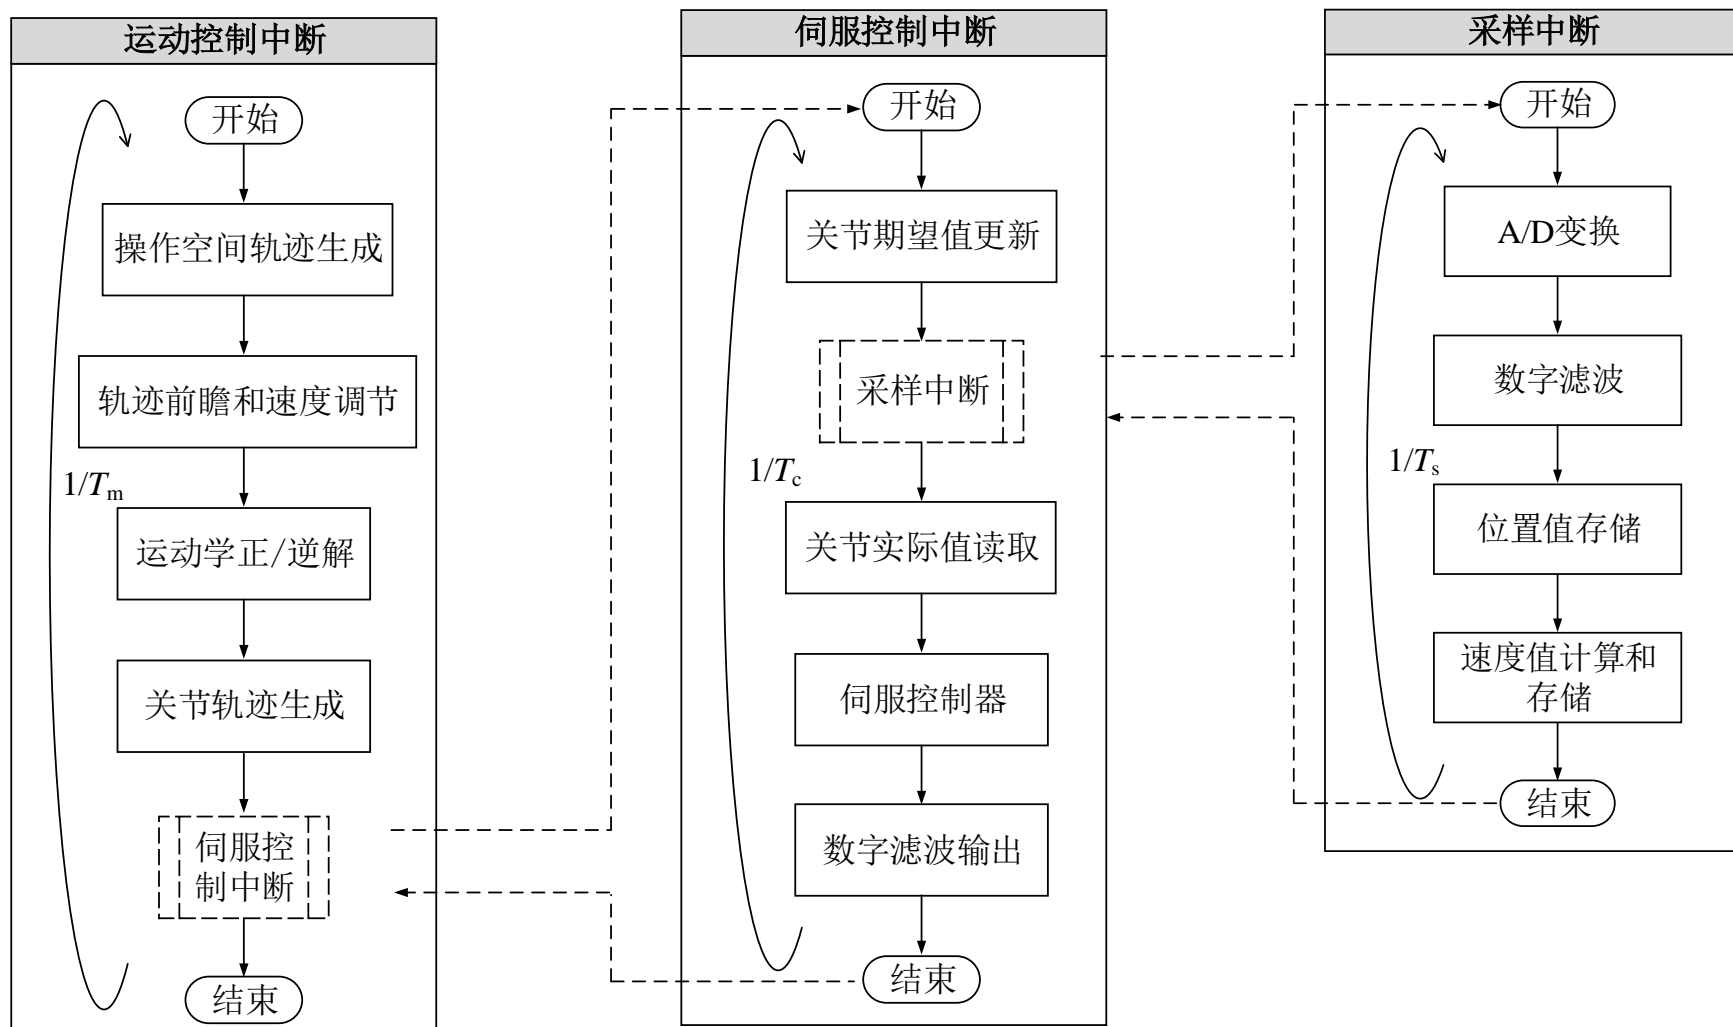 运动控制中断
开始
操作空间轨迹生成
轨迹前瞻和速度调节
1/Tm
运动学正/逆解
关节轨迹生成
伺服控
制中断
结束
伺服控制中断
开始
关节期望值更新
采样中断
1/Tc
关节实际值读取
伺服控制器
数字滤波输出
结束
采样中断
开始
A/D变换
数字滤波
1/Ts
位置值存储
速度值计算和
存储
结束